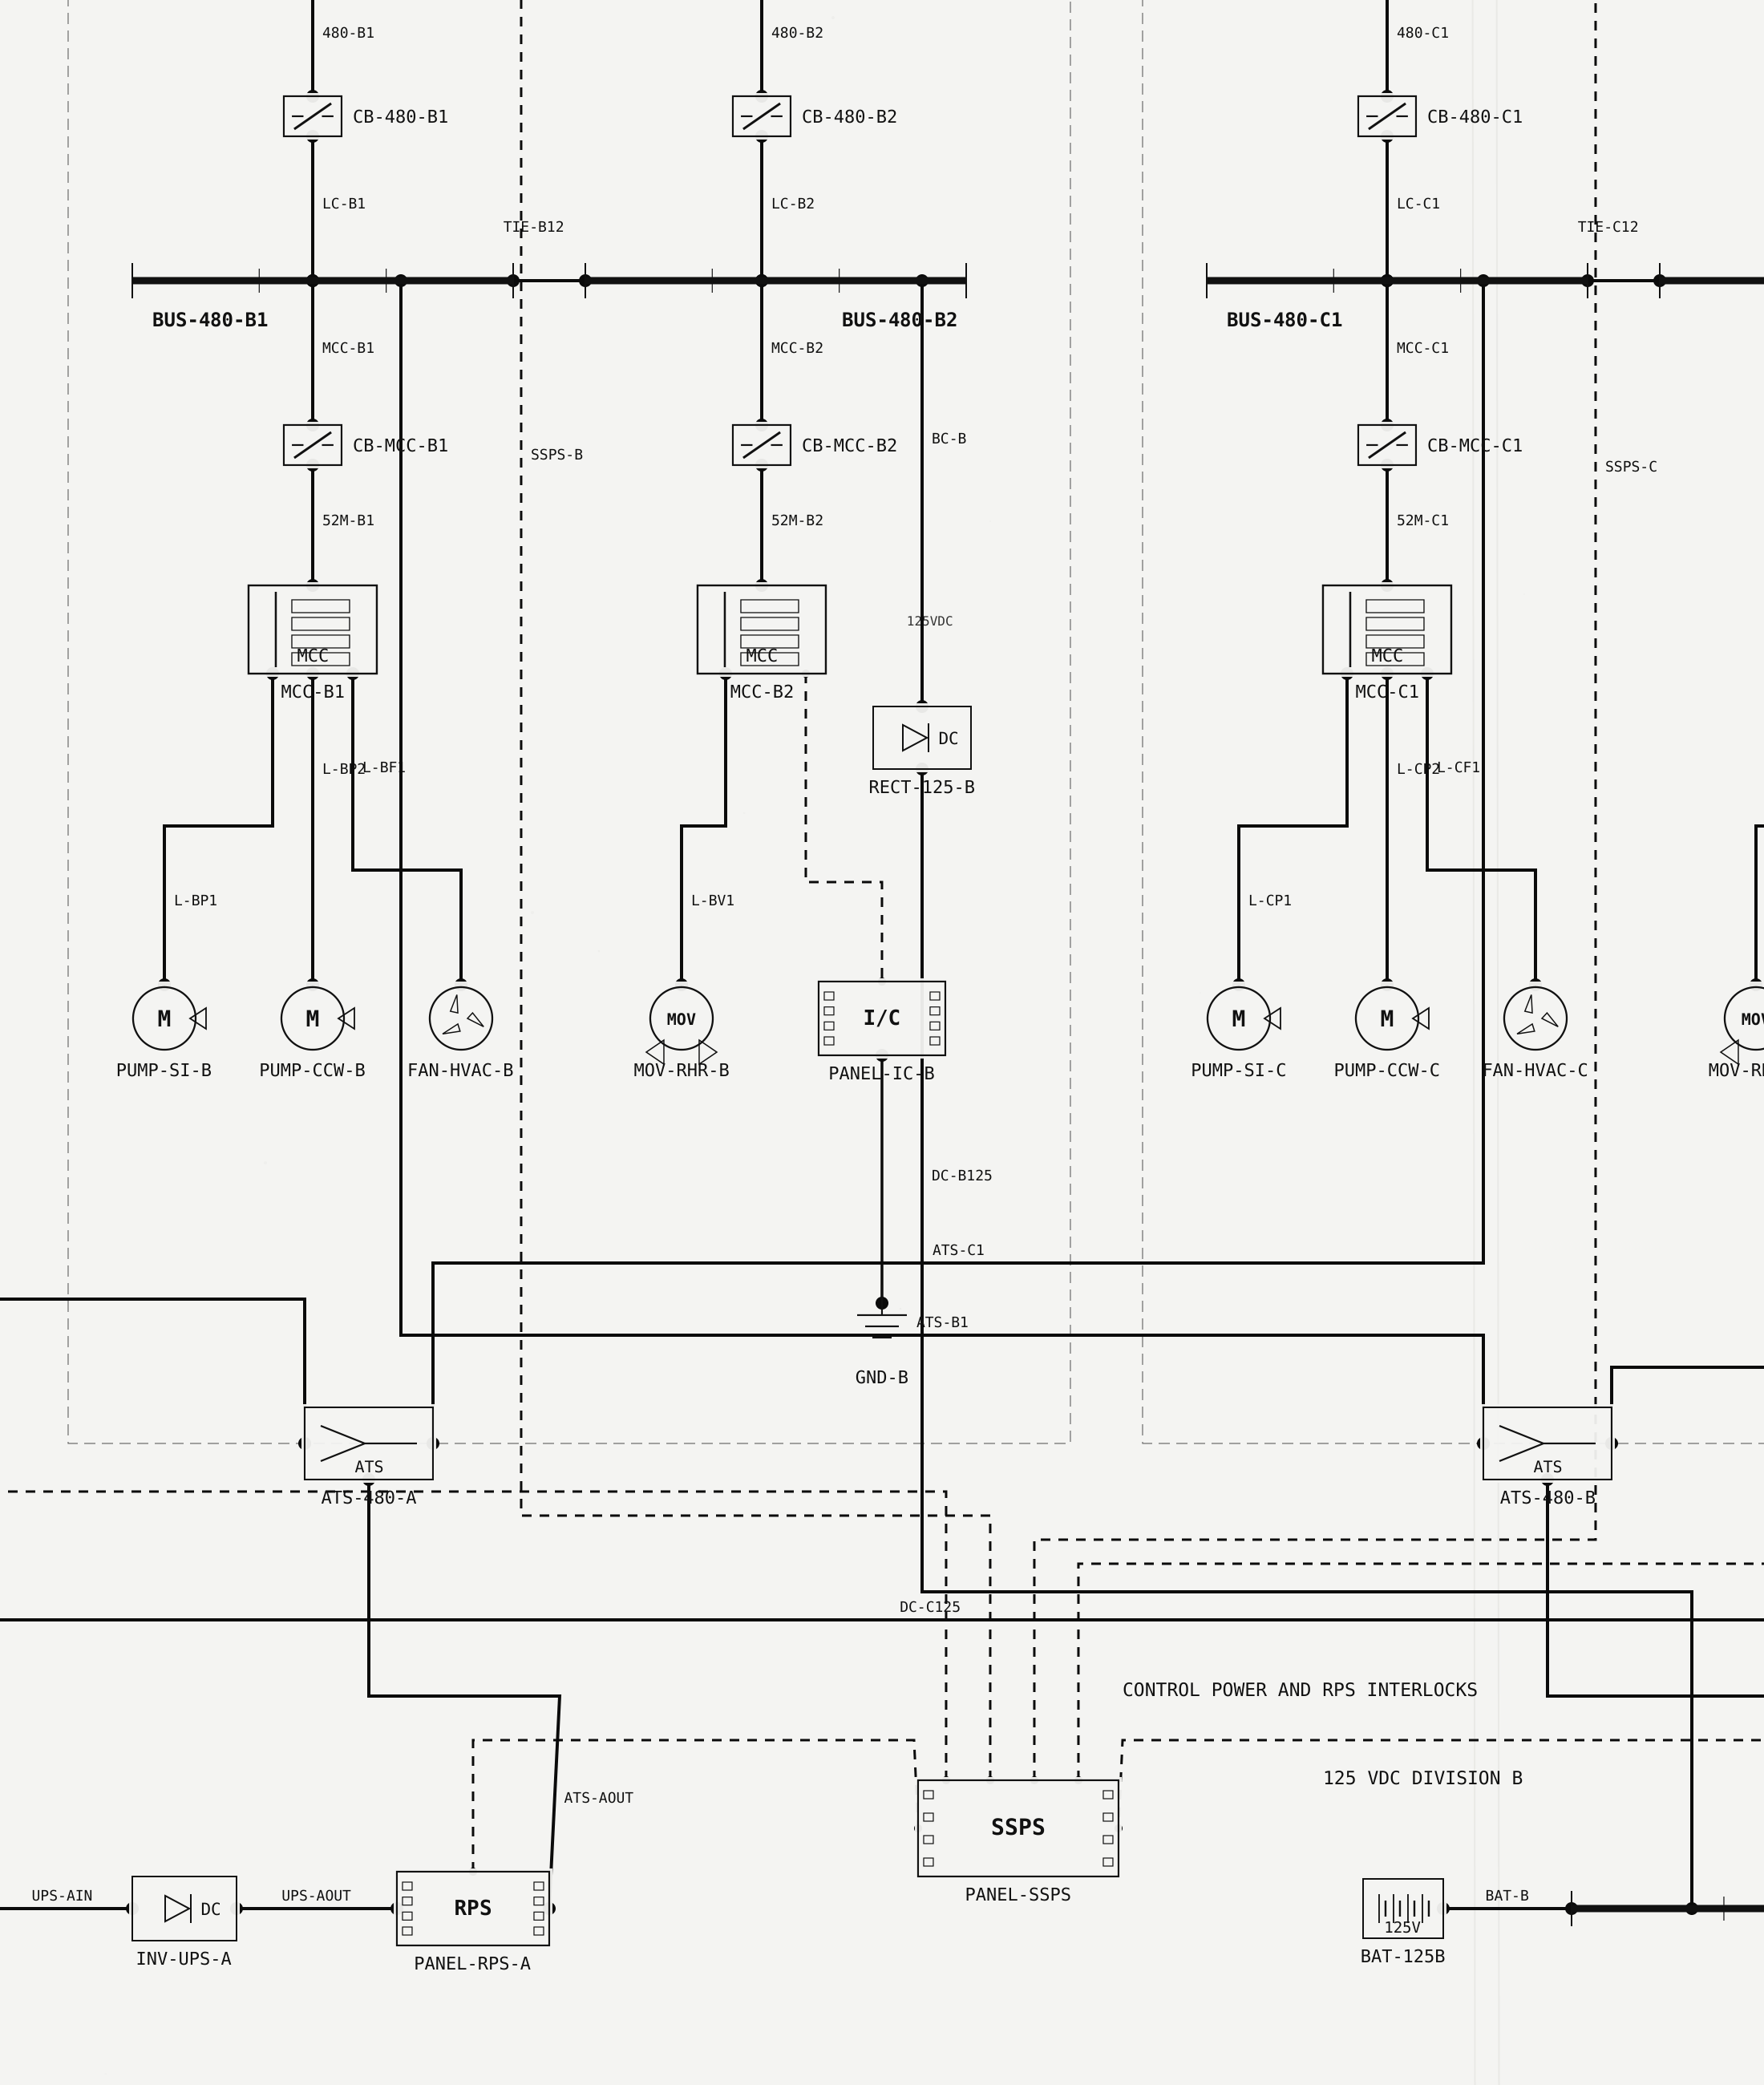 480-B1
480-B2
480-C1
CB-480-B1
CB-480-B2
CB-480-C1
LC-B1
LC-B2
LC-C1
TIE-B12
TIE-C12
BUS-480-B1
BUS-480-B2
BUS-480-C1
MCC-B1
MCC-B2
MCC-C1
CB-MCC-B1
CB-MCC-B2
BC-B
CB-MCC-C1
SSPS-B
SSPS-C
52M-B1
52M-B2
52M-C1
125VDC
MCC
MCC
MCC
MCC-B1
MCC-B2
MCC-C1
DC
RECT-125-B
L-BP2
L-BF1
L-CP2
L-CF1
L-BP1
L-BV1
L-CP1
M
M
MOV
I/C
M
M
MOV
PUMP-SI-B
PUMP-CCW-B
FAN-HVAC-B
MOV-RHR-B
PANEL-IC-B
PUMP-SI-C
PUMP-CCW-C
FAN-HVAC-C
DC-B125
ATS-C1
ATS-B1
GND-B
ATS
ATS
ATS-480-A
ATS-480-B
DC-C125
CONTROL POWER AND RPS INTERLOCKS
125 VDC DIVISION B
ATS-AOUT
SSPS
PANEL-SSPS
UPS-AIN
DC
UPS-AOUT
RPS
INV-UPS-A
PANEL-RPS-A
BAT-B
125V
BAT-125B